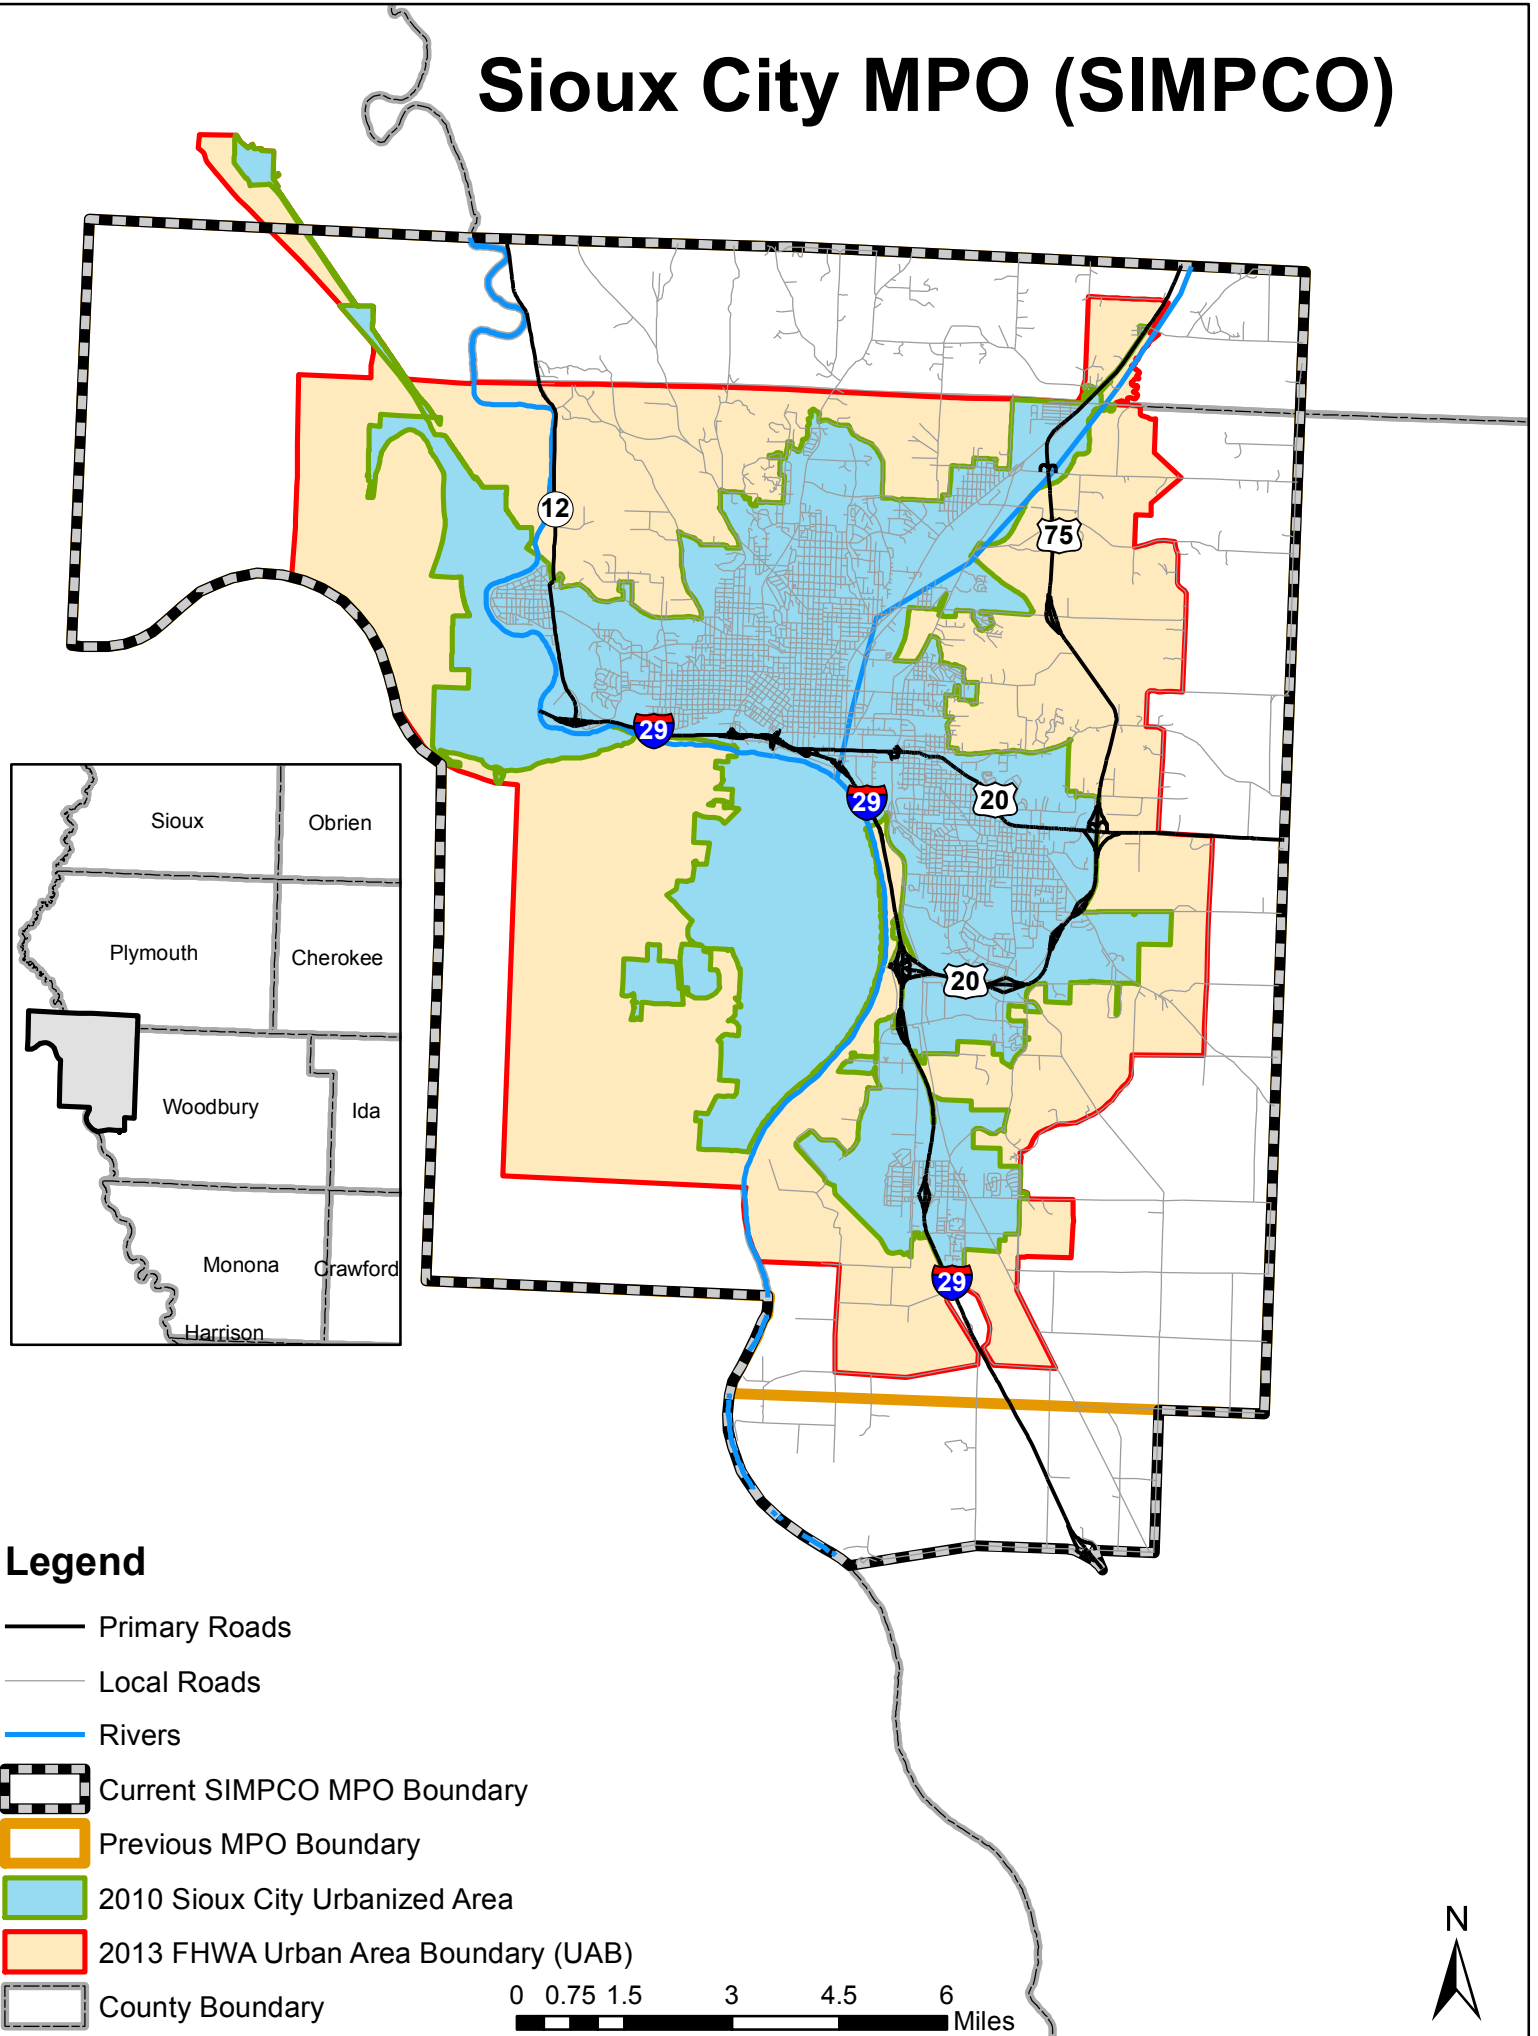 Sioux City MPO (SIMPCO)
12
75
29
29
20
20
29
Sioux
Obrien
Plymouth
Cherokee
Woodbury
Ida
Monona
Crawford
Harrison
Legend
Primary Roads
Local Roads
Rivers
Current SIMPCO MPO Boundary
Previous MPO Boundary
2010 Sioux City Urbanized Area
2013 FHWA Urban Area Boundary (UAB)
County Boundary
0 0.75 1.5 3 4.5 6
Miles
N